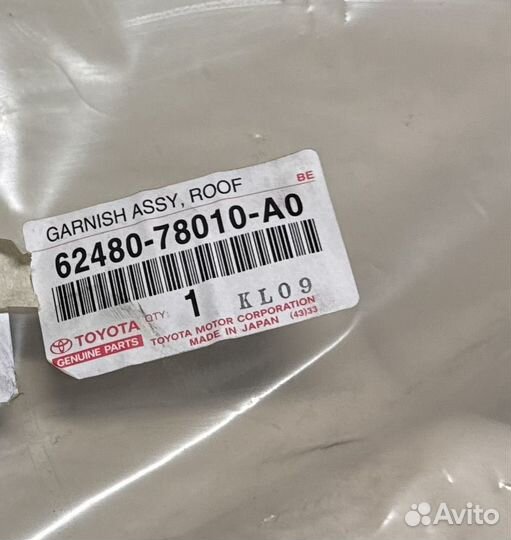 GARNISH ASSY, ROOF BE
62480-78010-A0
QTY: 1 KL09
TOYOTA TOYOTA MOTOR CORPORATION
GENUINE PARTS MADE IN JAPAN (43)33
Avito